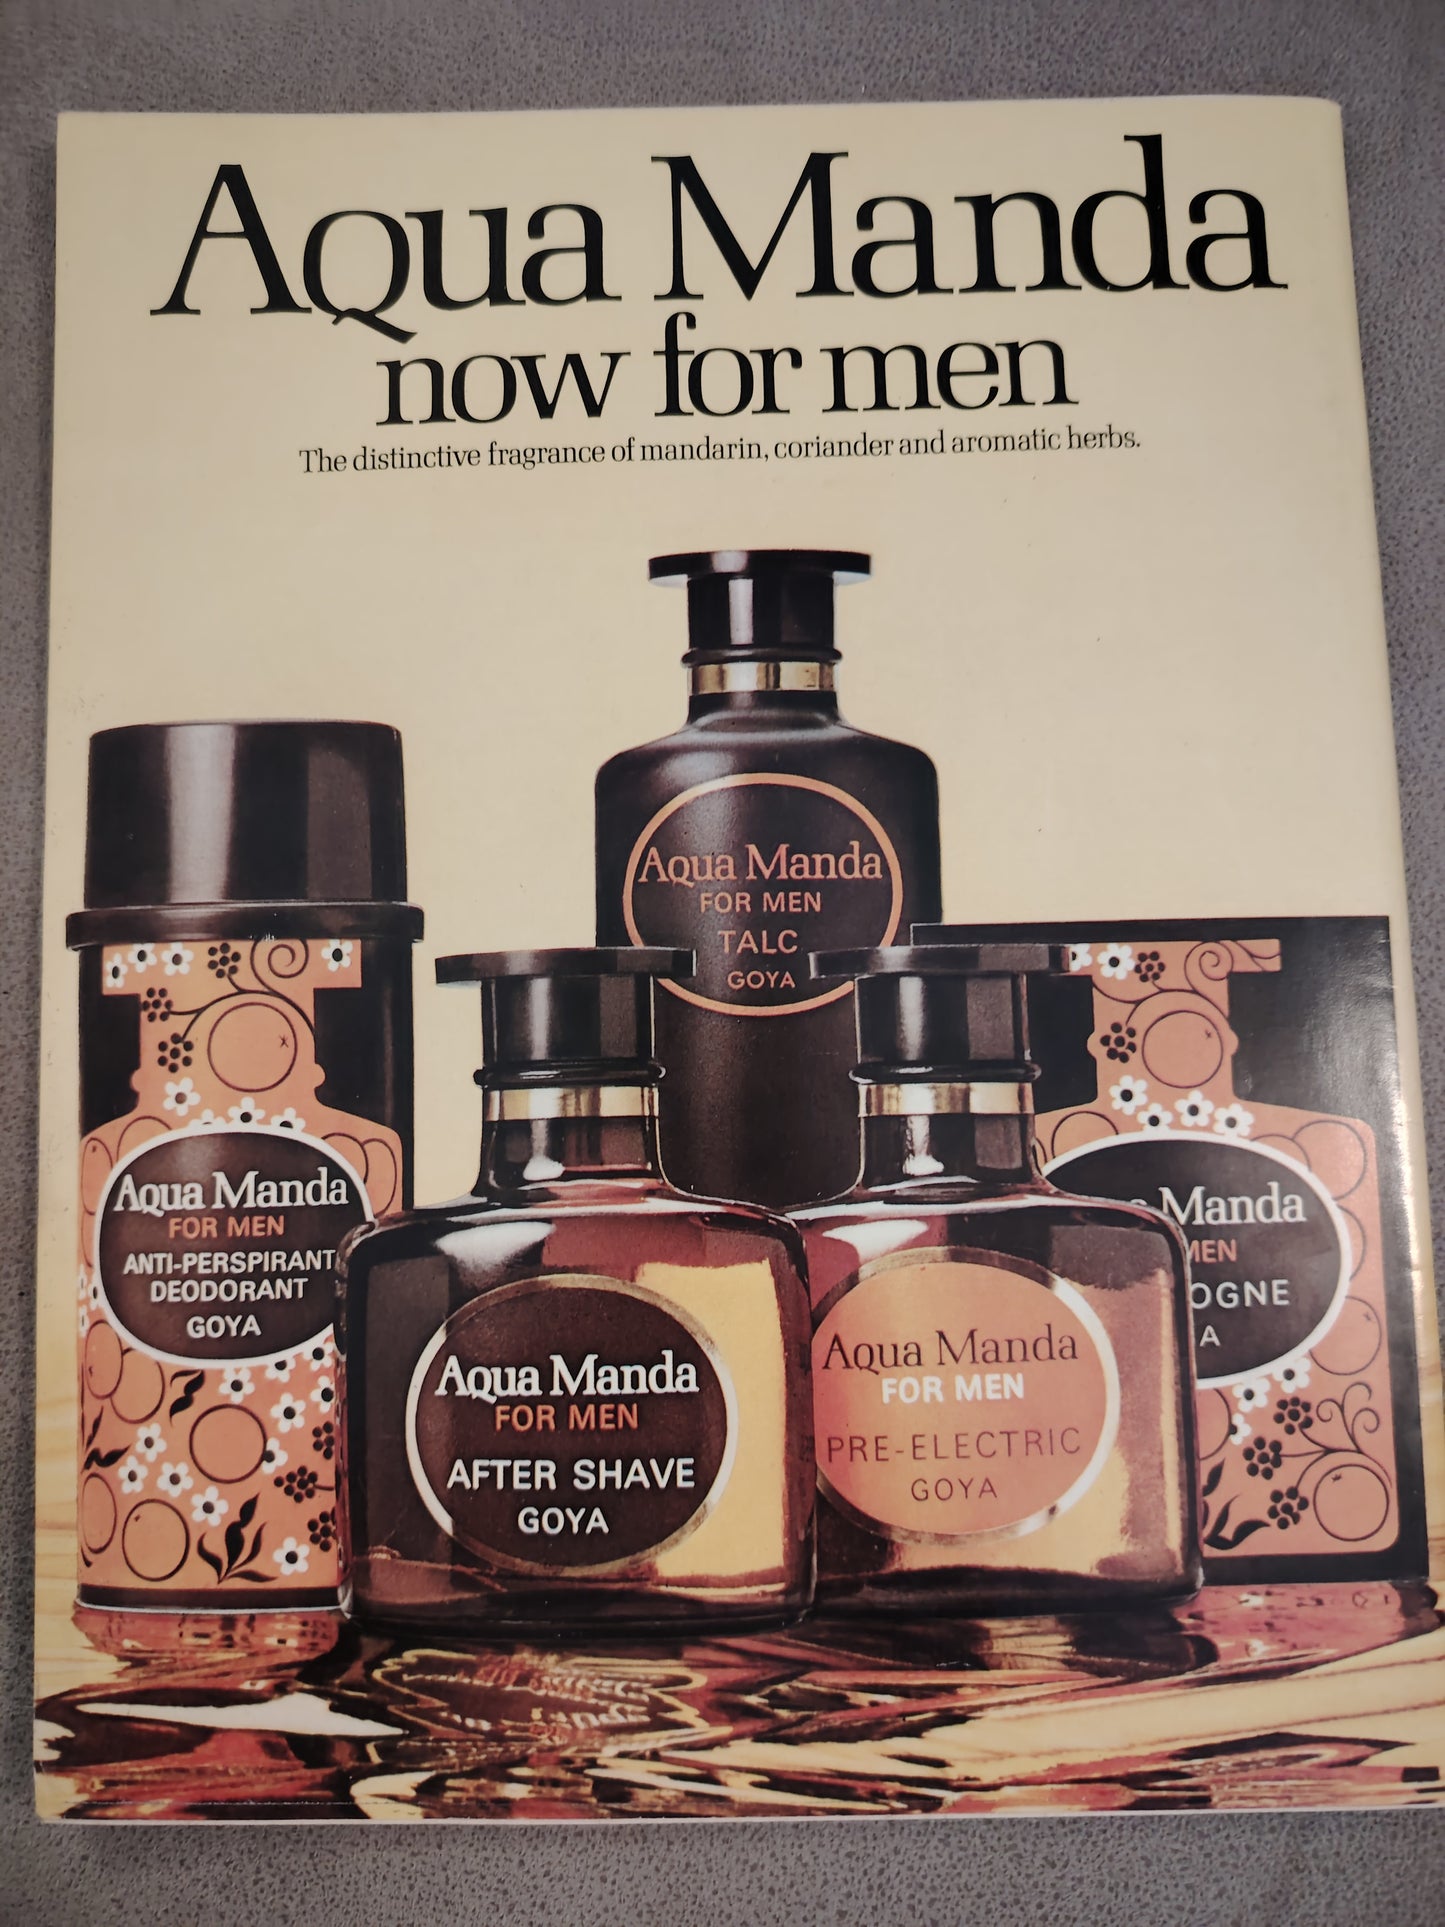 Aqua Manda
now for men
The distinctive fragrance of mandarin, coriander and aromatic herbs.
Aqua Manda
FOR MEN
TALC
GOYA
Aqua Manda
FOR MEN
ANTI-PERSPIRANT
DEODORANT
GOYA
Aqua Manda
FOR MEN
AFTER SHAVE
GOYA
Aqua Manda
FOR MEN
PRE-ELECTRIC
GOYA
Manda
MEN
OGNE
A